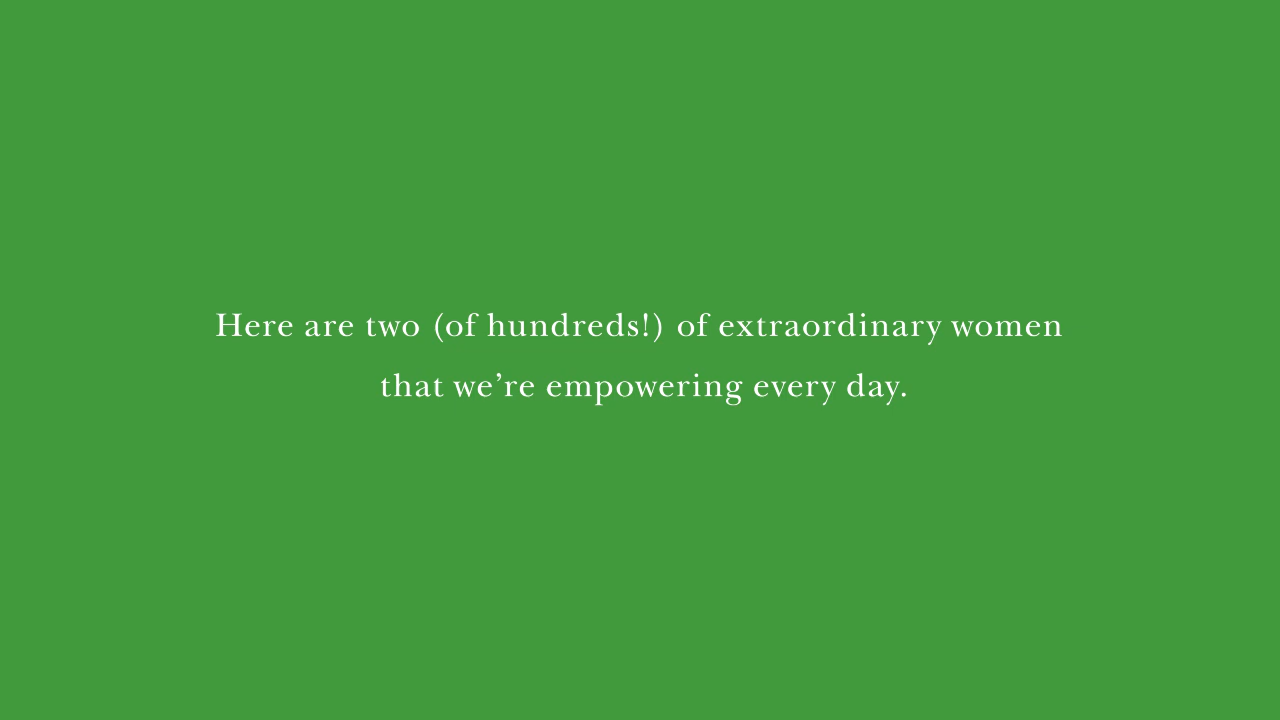 Here are two (of hundreds!) of extraordinary women
that we’re empowering every day.